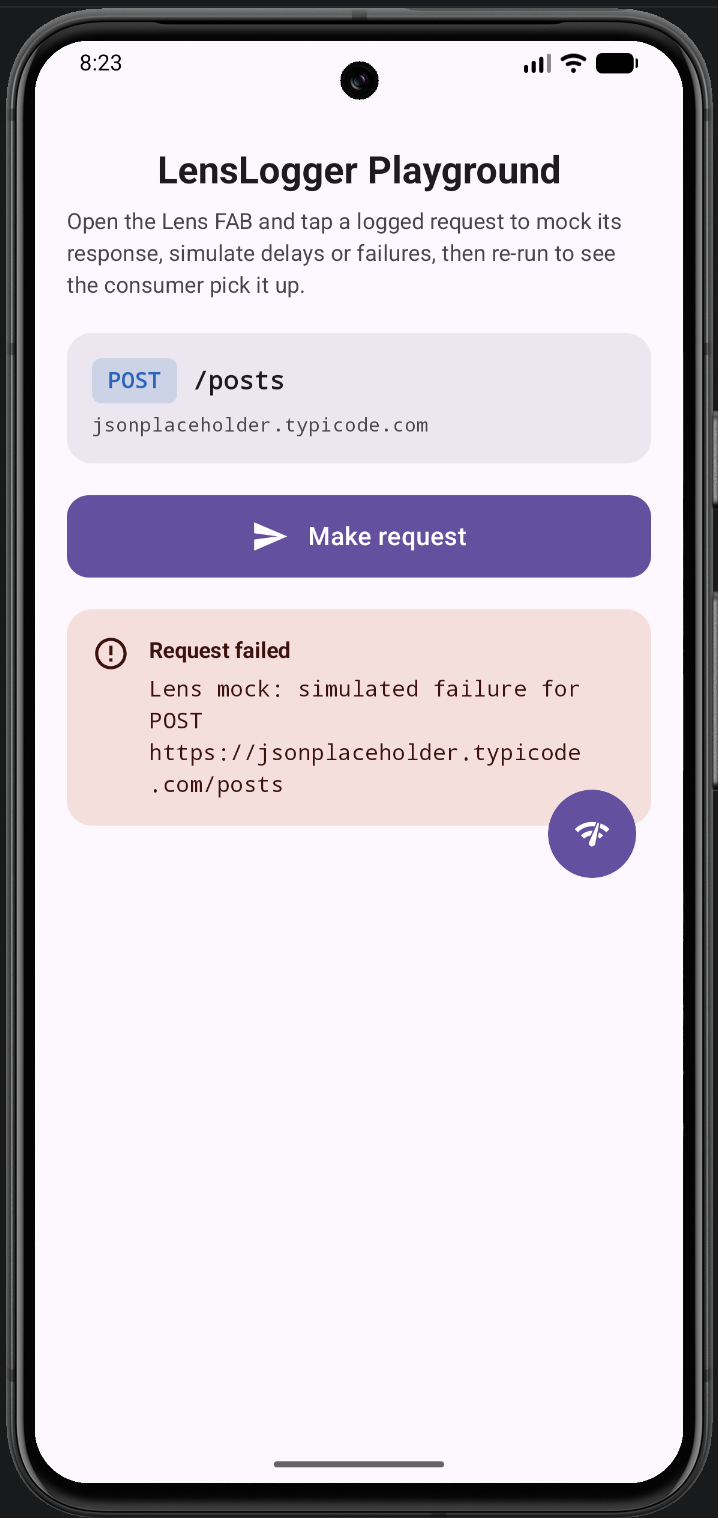 8:23
LensLogger Playground
Open the Lens FAB and tap a logged request to mock its
response, simulate delays or failures, then re-run to see
the consumer pick it up.
POST /posts
jsonplaceholder.typicode.com
Make request
Request failed
Lens mock: simulated failure for
POST
https://jsonplaceholder.typicode
.com/posts